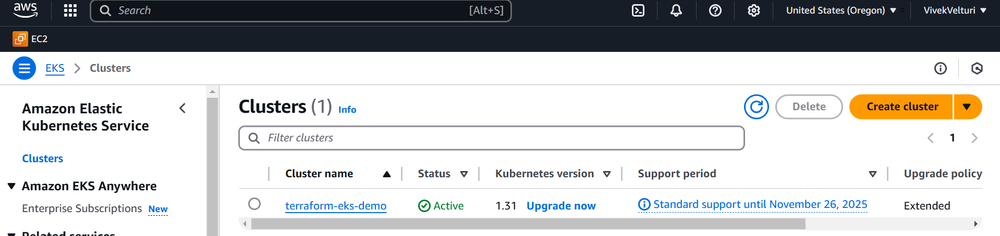 aws
Search [Alt+S]
United States (Oregon)
VivekVelturi
EC2
EKS > Clusters
Amazon Elastic
Kubernetes Service
Clusters
Amazon EKS Anywhere
Enterprise Subscriptions New
Related services
Clusters (1) Info
Delete
Create cluster
Filter clusters
1
Cluster name Status Kubernetes version Support period Upgrade policy
terraform-eks-demo Active 1.31 Upgrade now Standard support until November 26, 2025 Extended